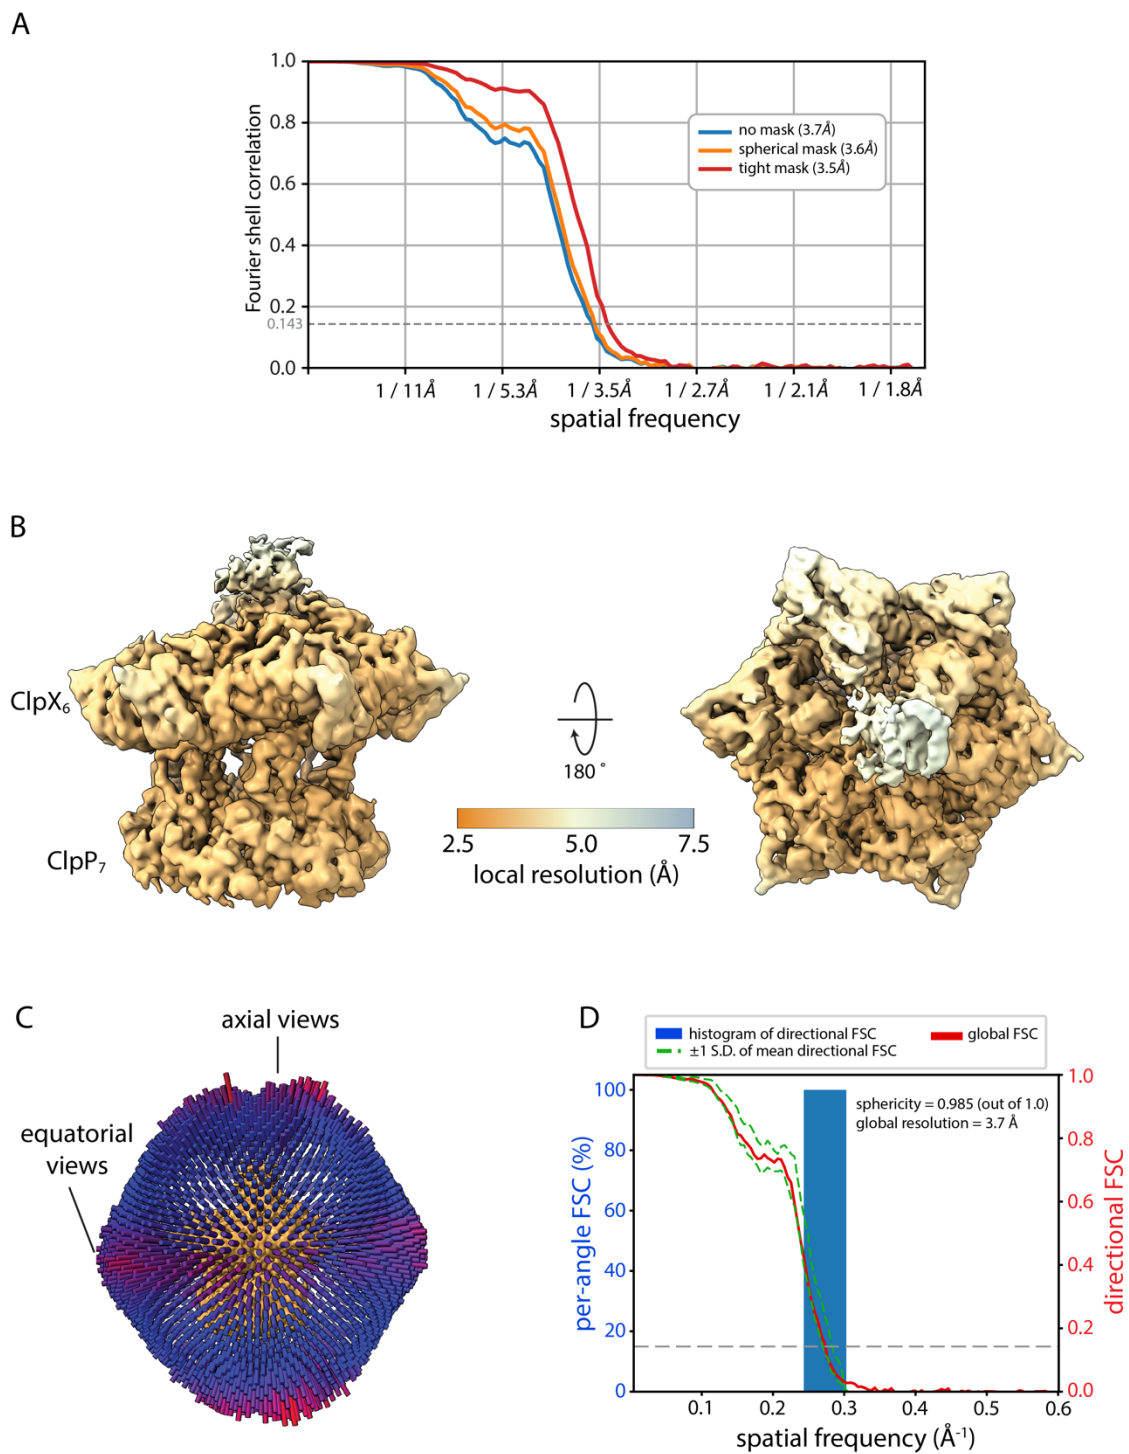 A
Fourier shell correlation
1.0
0.8
0.6
0.4
0.2
0.143
0.0
no mask (3.7Å)
spherical mask (3.6Å)
tight mask (3.5Å)
1 / 11Å 1 / 5.3Å 1 / 3.5Å 1 / 2.7Å 1 / 2.1Å 1 / 1.8Å
spatial frequency
B
ClpX₆
ClpP₇
180°
2.5 5.0 7.5
local resolution (Å)
C
axial views
equatorial
views
D
histogram of directional FSC
±1 S.D. of mean directional FSC
global FSC
per-angle FSC (%)
100
80
60
40
20
0
sphericity = 0.985 (out of 1.0)
global resolution = 3.7 Å
1.0
0.8
0.6
0.4
0.2
0.0
directional FSC
0.1 0.2 0.3 0.4 0.5 0.6
spatial frequency (Å⁻¹)